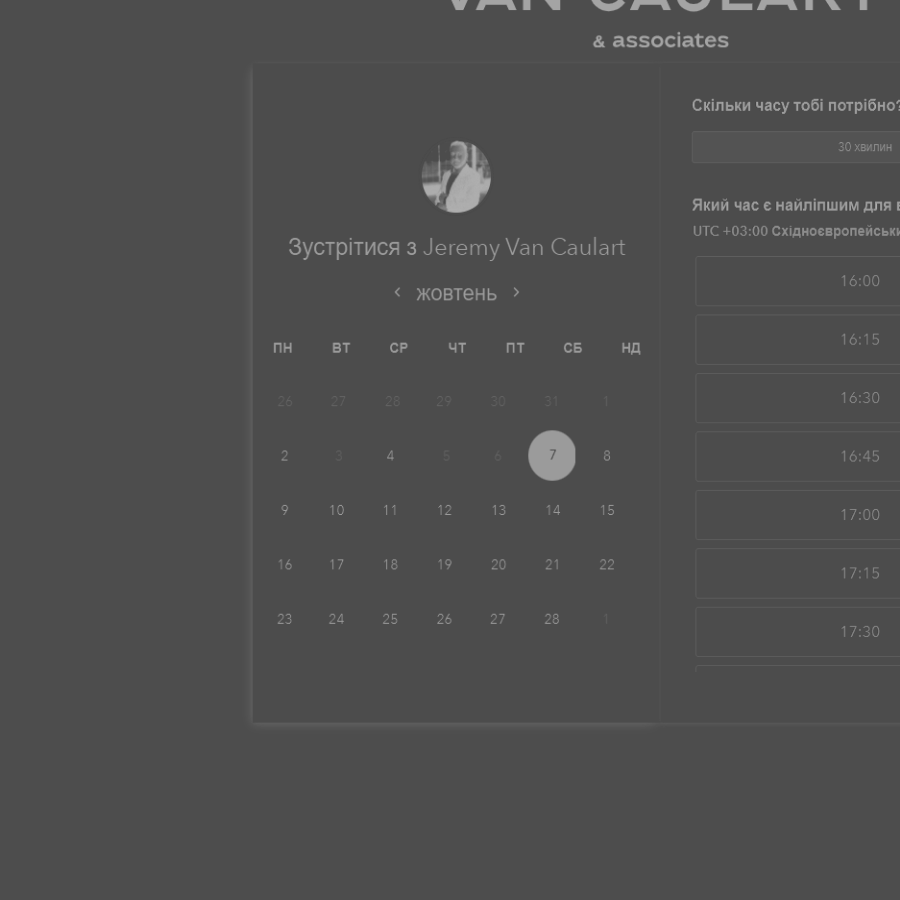 VAN CAULART
& associates
Зустрітися з Jeremy Van Caulart
жовтень
ПН ВТ СР ЧТ ПТ СБ НД
26 27 28 29 30 31 1
2 3 4 5 6 7 8
9 10 11 12 13 14 15
16 17 18 19 20 21 22
23 24 25 26 27 28 1
Скільки часу тобі потрібно?
30 хвилин
Який час є найліпшим для
UTC +03:00
16:00
16:15
16:30
16:45
17:00
17:15
17:30